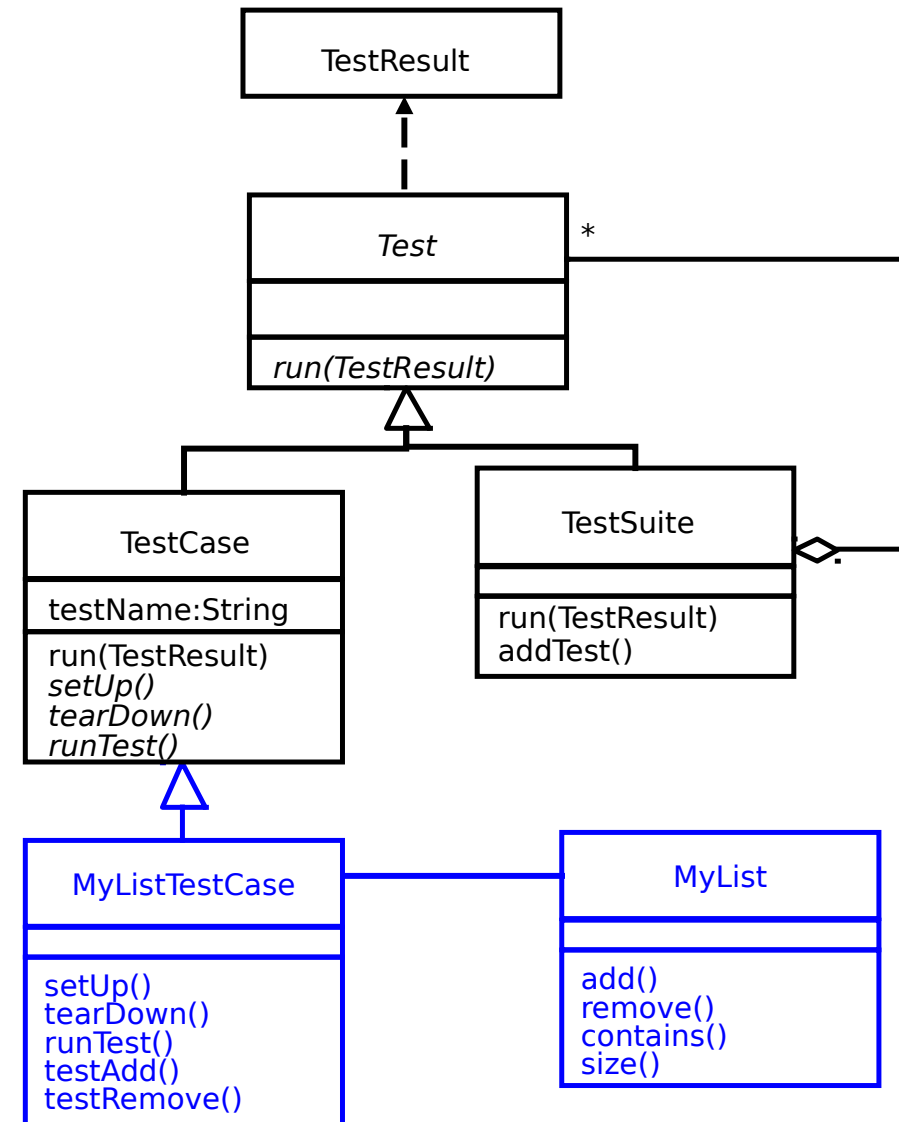 TestResult
Test
*
run(TestResult)
TestCase
testName:String
run(TestResult)
setUp()
tearDown()
runTest()
TestSuite
run(TestResult)
addTest()
MyListTestCase
setUp()
tearDown()
runTest()
testAdd()
testRemove()
MyList
add()
remove()
contains()
size()